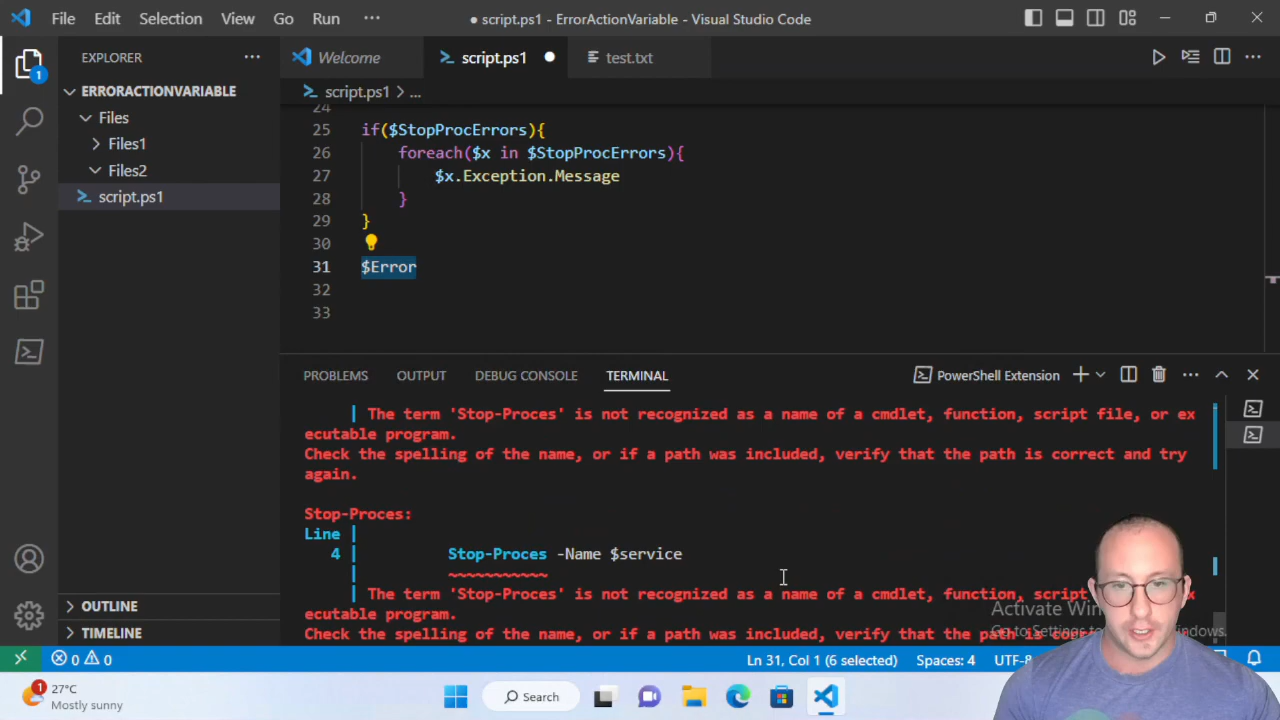 File Edit Selection View Go Run ··· ● script.ps1 - ErrorActionVariable - Visual Studio Code
EXPLORER ···
1
ERRORACTIONVARIABLE
Files
Files1
Files2
script.ps1
OUTLINE
TIMELINE
Welcome script.ps1 ● test.txt
script.ps1 > ...
24
25 if($StopProcErrors){
26 foreach($x in $StopProcErrors){
27 $x.Exception.Message
28 }
29 }
30
31 $Error
32
33
PROBLEMS OUTPUT DEBUG CONSOLE TERMINAL PowerShell Extension
| The term 'Stop-Proces' is not recognized as a name of a cmdlet, function, script file, or ex
ecutable program.
Check the spelling of the name, or if a path was included, verify that the path is correct and try
again.
Stop-Proces:
Line |
4 | Stop-Proces -Name $service
| ~~~~~~~~~~~
| The term 'Stop-Proces' is not recognized as a name of a cmdlet, function, script
x
ecutable program.
Check the spelling of the name, or if a path was included, verify that the path is
Activate
Go to Settings to
Windows.
0 0 Ln 31, Col 1 (6 selected) Spaces: 4 UTF-8
1 27°C
Mostly sunny
Search